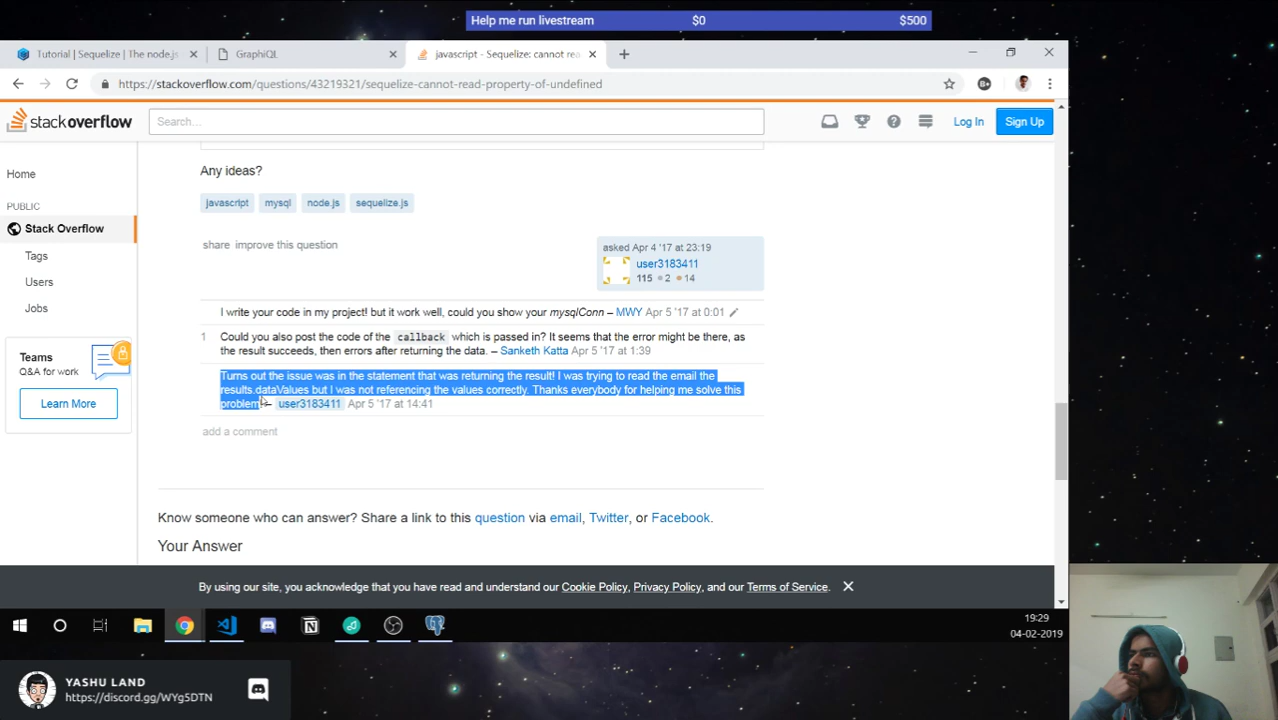 Help me run livestream $0 $500
Tutorial | Sequelize | The node.js
GraphiQL
javascript - Sequelize: cannot rea
https://stackoverflow.com/questions/43219321/sequelize-cannot-read-property-of-undefined
stackoverflow
Search...
Log In
Sign Up
Home
PUBLIC
Stack Overflow
Tags
Users
Jobs
Teams
Q&A for work
Learn More
Any ideas?
javascript mysql node.js sequelize.js
share improve this question
asked Apr 4 '17 at 23:19
user3183411
115 2 14
I write your code in my project! but it work well, could you show your mysqlConn – MWY Apr 5 '17 at 0:01
1 Could you also post the code of the callback which is passed in? It seems that the error might be there, as
the result succeeds, then errors after returning the data. – Sanketh Katta Apr 5 '17 at 1:39
Turns out the issue was in the statement that was returning the result! I was trying to read the email the
results.dataValues but I was not referencing the values correctly. Thanks everybody for helping me solve this
problem – user3183411 Apr 5 '17 at 14:41
add a comment
Know someone who can answer? Share a link to this question via email, Twitter, or Facebook.
Your Answer
By using our site, you acknowledge that you have read and understand our Cookie Policy, Privacy Policy, and our Terms of Service.
19:29
04-02-2019
YASHU LAND
https://discord.gg/WYg5DTN